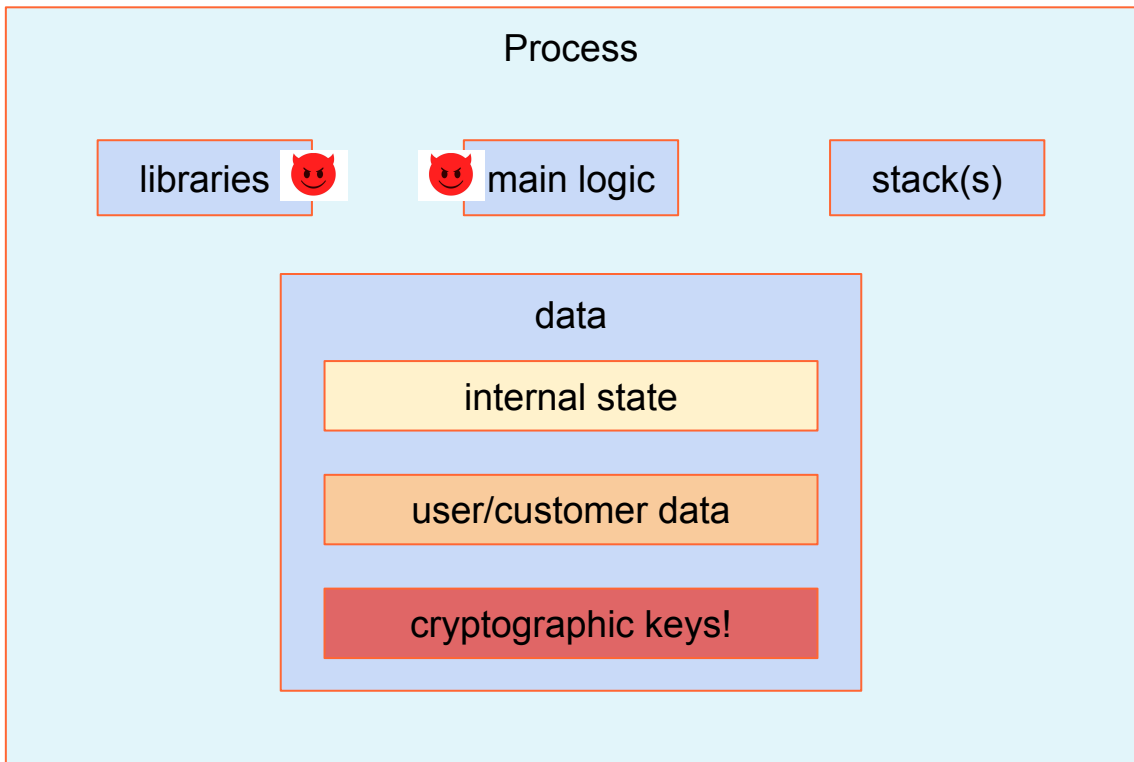 Process
libraries
main logic
stack(s)
data
internal state
user/customer data
cryptographic keys!